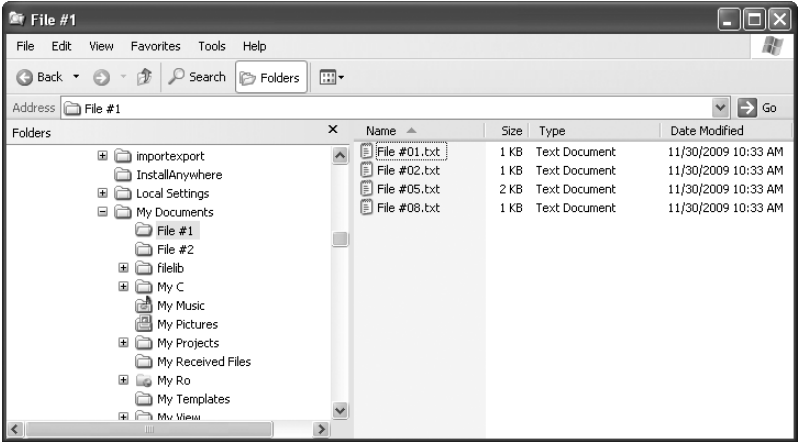 File #1
File Edit View Favorites Tools Help
Back Search Folders
Address File #1 Go
Folders x Name Size Type Date Modified
importexport
InstallAnywhere
Local Settings
My Documents
File #1
File #2
filelib
My C
My Music
My Pictures
My Projects
My Received Files
My Ro
My Templates
My View
File #01.txt 1 KB Text Document 11/30/2009 10:33 AM
File #02.txt 1 KB Text Document 11/30/2009 10:33 AM
File #05.txt 2 KB Text Document 11/30/2009 10:33 AM
File #08.txt 1 KB Text Document 11/30/2009 10:33 AM